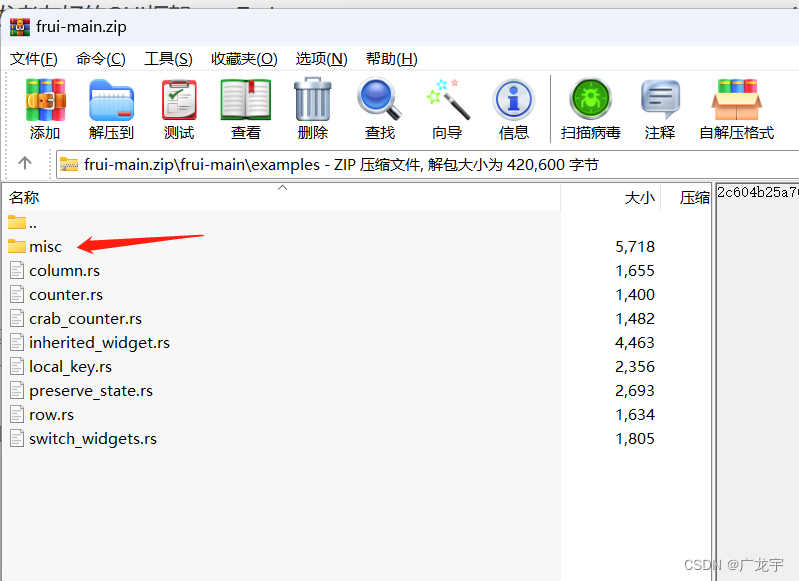 frui-main.zip
文件(F) 命令(C) 工具(S) 收藏夹(O) 选项(N) 帮助(H)
添加 解压到 测试 查看 删除 查找 向导 信息 扫描病毒 注释 自解压格式
frui-main.zip\frui-main\examples - ZIP 压缩文件, 解包大小为 420,600 字节
名称 大小 压缩
2c604b25a70
..
misc 5,718
column.rs 1,655
counter.rs 1,400
crab_counter.rs 1,482
inherited_widget.rs 4,463
local_key.rs 2,356
preserve_state.rs 2,693
row.rs 1,634
switch_widgets.rs 1,805
CSDN @广龙宇